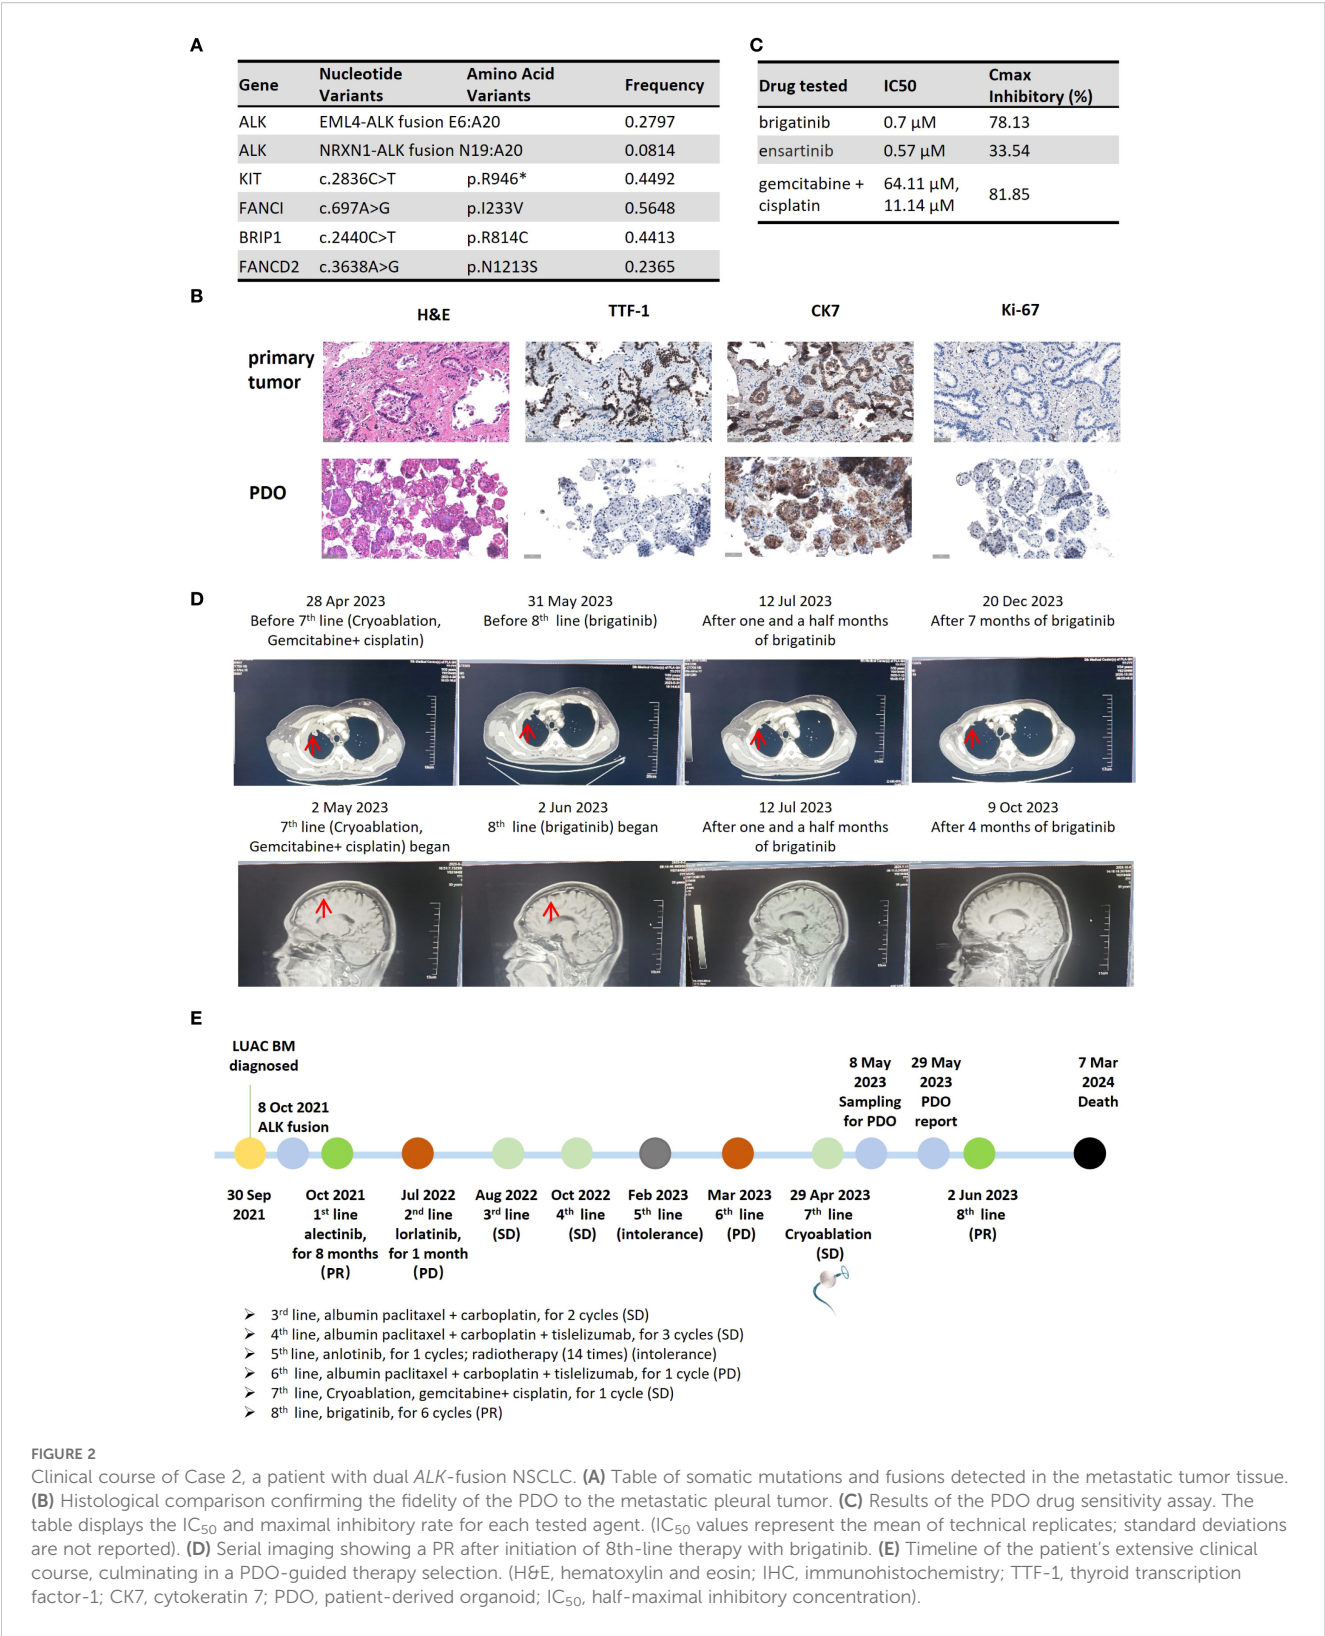 A
Gene Nucleotide Variants Amino Acid Variants Frequency
ALK EML4-ALK fusion E6:A20 0.2797
ALK NRXN1-ALK fusion N19:A20 0.0814
KIT c.2836C>T p.R946* 0.4492
FANCI c.697A>G p.I233V 0.5648
BRIP1 c.2440C>T p.R814C 0.4413
FANCD2 c.3638A>G p.N1213S 0.2365
C
Drug tested IC50 Cmax Inhibitory (%)
brigatinib 0.7 μM 78.13
ensartinib 0.57 μM 33.54
gemcitabine + cisplatin 64.11 μM, 11.14 μM 81.85
B
H&E TTF-1 CK7 Ki-67
primary
tumor
PDO
D
28 Apr 2023
Before 7th line (Cryoablation,
Gemcitabine+ cisplatin)
31 May 2023
Before 8th line (brigatinib)
12 Jul 2023
After one and a half months
of brigatinib
20 Dec 2023
After 7 months of brigatinib
2 May 2023
7th line (Cryoablation,
Gemcitabine+ cisplatin) began
2 Jun 2023
8th line (brigatinib) began
12 Jul 2023
After one and a half months
of brigatinib
9 Oct 2023
After 4 months of brigatinib
E
LUAC BM
diagnosed
8 Oct 2021
ALK fusion
8 May
2023
Sampling
for PDO
29 May
2023
PDO
report
7 Mar
2024
Death
30 Sep
2021
Oct 2021
1st line
alectinib,
for 8 months
(PR)
Jul 2022
2nd line
lorlatinib,
for 1 month
(PD)
Aug 2022
3rd line
(SD)
Oct 2022
4th line
(SD)
Feb 2023
5th line
(intolerance)
Mar 2023
6th line
(PD)
29 Apr 2023
7th line
Cryoablation
(SD)
2 Jun 2023
8th line
(PR)
➢ 3rd line, albumin paclitaxel + carboplatin, for 2 cycles (SD)
➢ 4th line, albumin paclitaxel + carboplatin + tislelizumab, for 3 cycles (SD)
➢ 5th line, anlotinib, for 1 cycles; radiotherapy (14 times) (intolerance)
➢ 6th line, albumin paclitaxel + carboplatin + tislelizumab, for 1 cycle (PD)
➢ 7th line, Cryoablation, gemcitabine+ cisplatin, for 1 cycle (SD)
➢ 8th line, brigatinib, for 6 cycles (PR)
FIGURE 2
Clinical course of Case 2, a patient with dual ALK-fusion NSCLC. (A) Table of somatic mutations and fusions detected in the metastatic tumor tissue.
(B) Histological comparison confirming the fidelity of the PDO to the metastatic pleural tumor. (C) Results of the PDO drug sensitivity assay. The
table displays the IC50 and maximal inhibitory rate for each tested agent. (IC50 values represent the mean of technical replicates; standard deviations
are not reported). (D) Serial imaging showing a PR after initiation of 8th-line therapy with brigatinib. (E) Timeline of the patient's extensive clinical
course, culminating in a PDO-guided therapy selection. (H&E, hematoxylin and eosin; IHC, immunohistochemistry; TTF-1, thyroid transcription
factor-1; CK7, cytokeratin 7; PDO, patient-derived organoid; IC50, half-maximal inhibitory concentration).